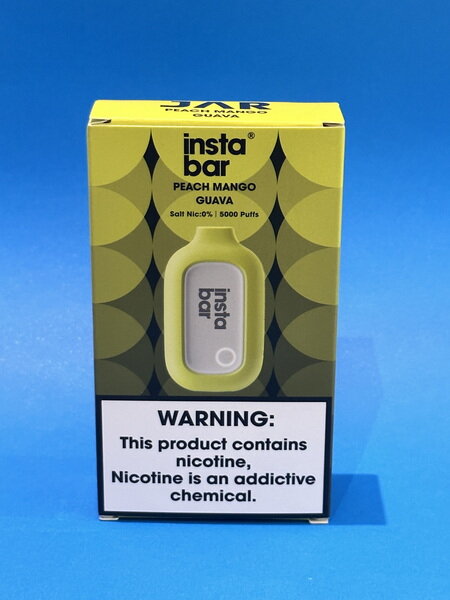 JAR
PEACH MANGO
GUAVA
insta®
bar
PEACH MANGO
GUAVA
Salt Nic:0% | 5000 Puffs
insta
bar
WARNING:
This product contains
nicotine,
Nicotine is an addictive
chemical.